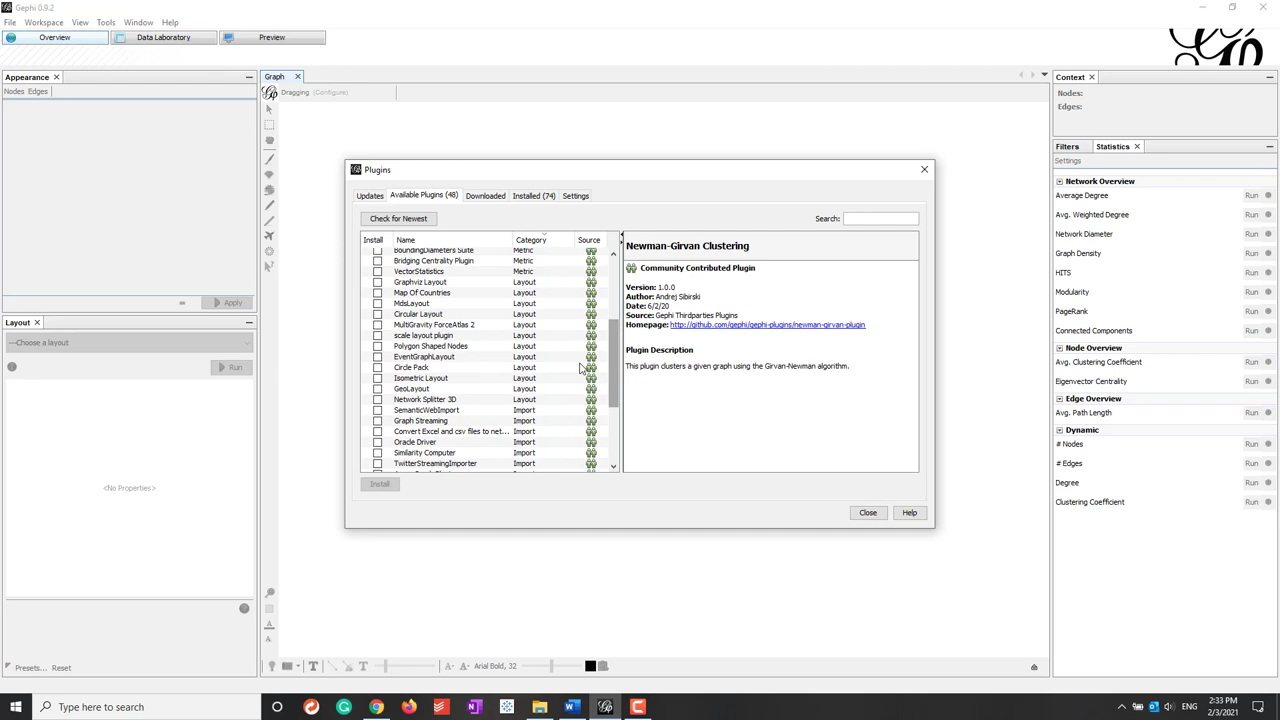 Gephi 0.9.2
File Workspace View Tools Window Help
Overview Data Laboratory Preview
Appearance
Nodes Edges
Apply
Layout
---Choose a layout
Run
<No Properties>
Presets... Reset
Graph
Dragging (Configure)
Arial Bold, 32
Plugins
Updates Available Plugins (48) Downloaded Installed (74) Settings
Check for Newest Search:
Install Name Category Source
BoundingDiameters Suite Metric
Bridging Centrality Plugin Metric
VectorStatistics Metric
Graphviz Layout Layout
Map Of Countries Layout
MdsLayout Layout
Circular Layout Layout
MultiGravity ForceAtlas 2 Layout
scale layout plugin Layout
Polygon Shaped Nodes Layout
EventGraphLayout Layout
Circle Pack Layout
Isometric Layout Layout
GeoLayout Layout
Network Splitter 3D Layout
SemanticWebImport Import
Graph Streaming Import
Convert Excel and csv files to net... Import
Oracle Driver Import
Similarity Computer Import
TwitterStreamingImporter Import
Newman-Girvan Clustering
Community Contributed Plugin
Version: 1.0.0
Author: Andrej Sibirski
Date: 6/2/20
Source: Gephi Thirdparties Plugins
Homepage: http://github.com/gephi/gephi-plugins/newman-girvan-plugin
Plugin Description
This plugin clusters a given graph using the Girvan-Newman algorithm.
Install
Close Help
Context
Nodes:
Edges:
Filters Statistics
Settings
Network Overview
Average Degree Run
Avg. Weighted Degree Run
Network Diameter Run
Graph Density Run
HITS Run
Modularity Run
PageRank Run
Connected Components Run
Node Overview
Avg. Clustering Coefficient Run
Eigenvector Centrality Run
Edge Overview
Avg. Path Length Run
Dynamic
# Nodes Run
# Edges Run
Degree Run
Clustering Coefficient Run
Type here to search
ENG
2:33 PM
2/3/2021